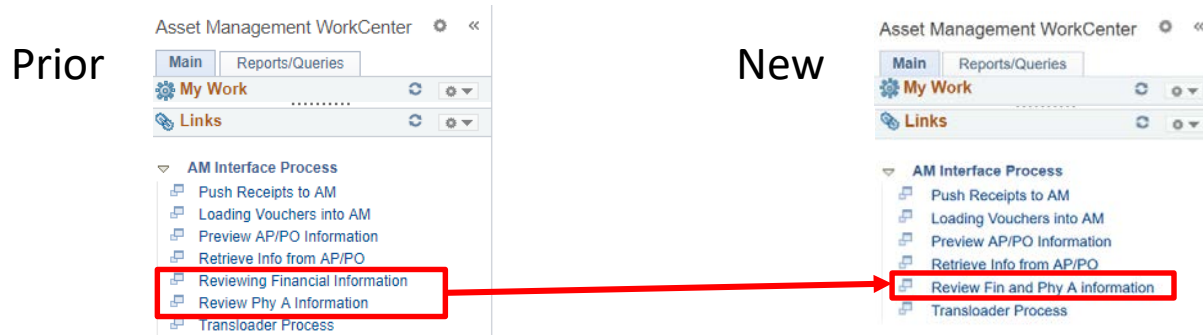 Prior
Asset Management WorkCenter
Main Reports/Queries
My Work
Links
AM Interface Process
Push Receipts to AM
Loading Vouchers into AM
Preview AP/PO Information
Retrieve Info from AP/PO
Reviewing Financial Information
Review Phy A Information
Transloader Process
New
Asset Management WorkCenter
Main Reports/Queries
My Work
Links
AM Interface Process
Push Receipts to AM
Loading Vouchers into AM
Preview AP/PO Information
Retrieve Info from AP/PO
Review Fin and Phy A information
Transloader Process